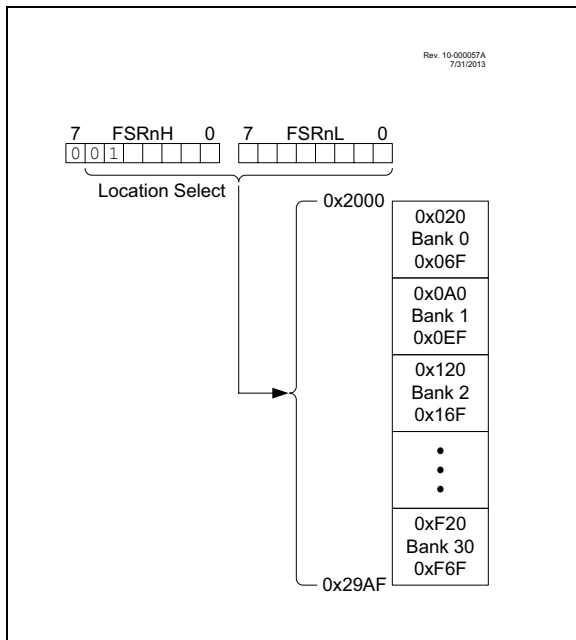 Rev. 10-000057A
7/31/2013
7 FSRnH 0 7 FSRnL 0
0 0 1
Location Select
0x2000
0x020
Bank 0
0x06F
0x0A0
Bank 1
0x0EF
0x120
Bank 2
0x16F
0xF20
Bank 30
0xF6F
0x29AF